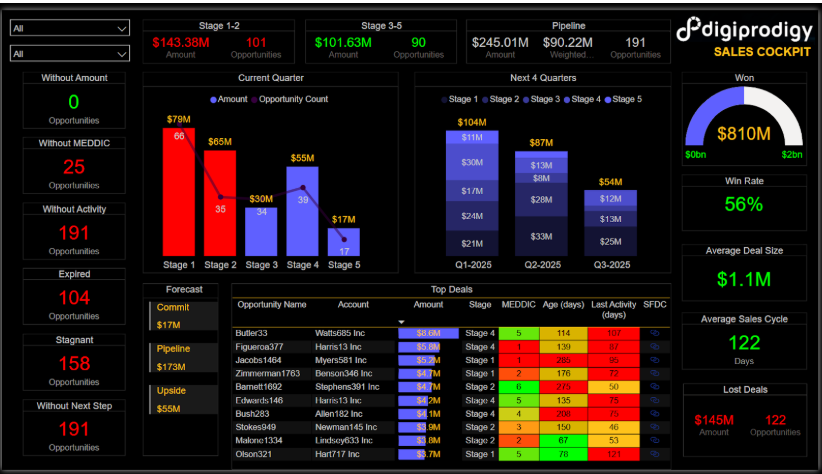 All
All
Stage 1-2
$143.38M 101
Amount Opportunities
Stage 3-5
$101.63M 90
Amount Opportunities
Pipeline
$245.01M $90.22M 191
Amount Weighted... Opportunities
digiprodigy
SALES COCKPIT
Without Amount
0
Opportunities
Without MEDDIC
25
Opportunities
Without Activity
191
Opportunities
Expired
104
Opportunities
Stagnant
158
Opportunities
Without Next Step
191
Opportunities
Current Quarter
Amount Opportunity Count
$79M
66
$65M
35
$30M
34
$55M
39
$17M
17
Stage 1 Stage 2 Stage 3 Stage 4 Stage 5
Next 4 Quarters
Stage 1 Stage 2 Stage 3 Stage 4 Stage 5
$104M
$11M
$30M
$17M
$24M
$21M
$87M
$13M
$8M
$28M
$33M
$54M
$12M
$13M
$25M
Q1-2025 Q2-2025 Q3-2025
Won
$810M
$0bn $2bn
Win Rate
56%
Average Deal Size
$1.1M
Average Sales Cycle
122
Days
Lost Deals
$145M 122
Amount Opportunities
Forecast
Commit
$17M
Pipeline
$173M
Upside
$55M
Top Deals
Opportunity Name Account Amount Stage MEDDIC Age (days) Last Activity (days) SFDC
Butler33 Watts685 Inc $8.6M Stage 4 5 114 107
Figueroa377 Harris13 Inc $5.8M Stage 4 4 139 87
Jacobs1464 Myers581 Inc $5.2M Stage 1 1 285 95
Zimmerman1763 Benson346 Inc $4.7M Stage 1 2 176 72
Barnett1692 Stephens391 Inc $4.7M Stage 2 6 275 50
Edwards146 Harris13 Inc $4.2M Stage 4 5 135 75
Bush283 Allen182 Inc $4.1M Stage 4 4 206 75
Stokes949 Newman145 Inc $3.9M Stage 2 3 150 46
Malone1334 Lindsey633 Inc $3.8M Stage 2 2 67 53
Olson321 Hart717 Inc $3.7M Stage 1 5 78 121